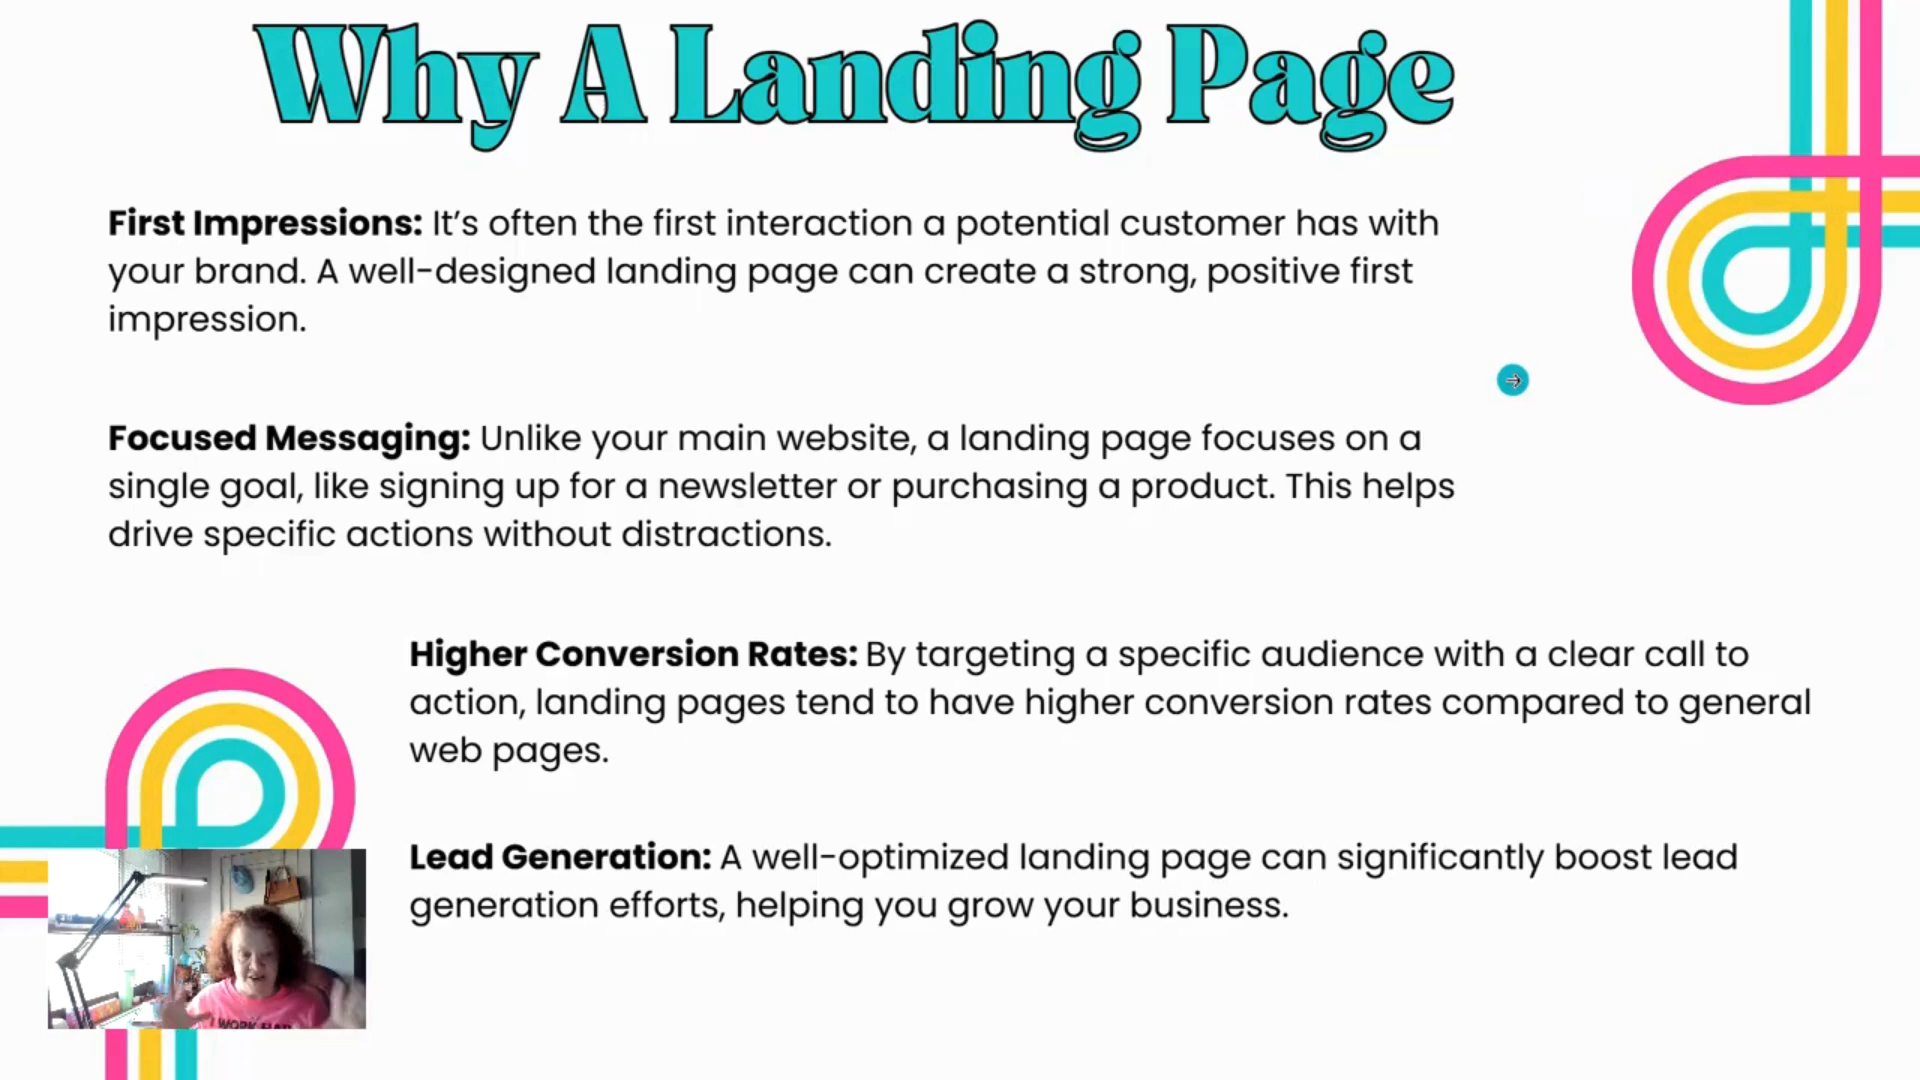 Why A Landing Page
First Impressions: It's often the first interaction a potential customer has with
your brand. A well-designed landing page can create a strong, positive first
impression.
Focused Messaging: Unlike your main website, a landing page focuses on a
single goal, like signing up for a newsletter or purchasing a product. This helps
drive specific actions without distractions.
Higher Conversion Rates: By targeting a specific audience with a clear call to
action, landing pages tend to have higher conversion rates compared to general
web pages.
Lead Generation: A well-optimized landing page can significantly boost lead
generation efforts, helping you grow your business.
I WORK